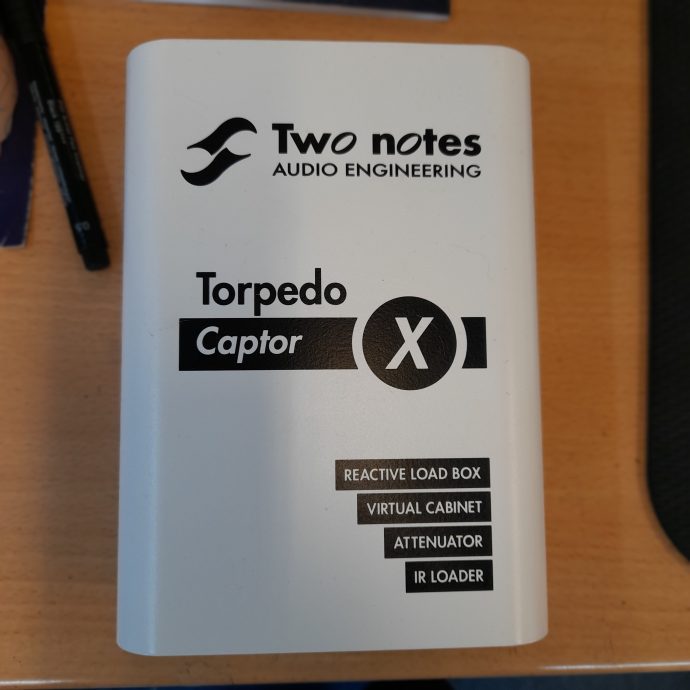 Two notes
AUDIO ENGINEERING
Torpedo
Captor X
REACTIVE LOAD BOX
VIRTUAL CABINET
ATTENUATOR
IR LOADER